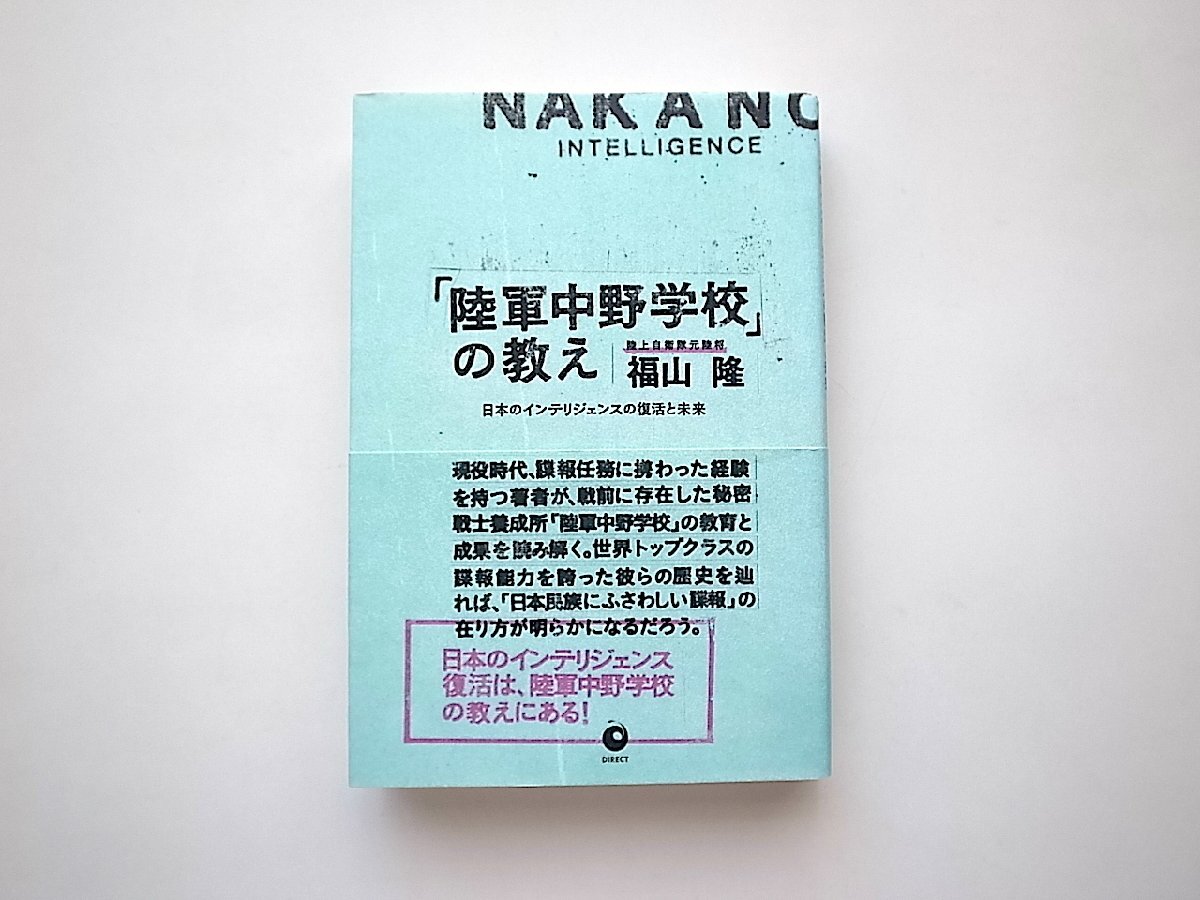 NAKANO
INTELLIGENCE
「陸軍中野学校」
の教え
陸上自衛隊元陸将
福山 隆
日本のインテリジェンスの復活と未来
現役時代、諜報任務に携わった経験
を持つ著者が、戦前に存在した秘密
戦士養成所「陸軍中野学校」の教育と
成果を読み解く。世界トップクラスの
諜報能力を誇った彼らの歴史を辿
れば、「日本民族にふさわしい諜報」の
在り方が明らかになるだろう。
日本のインテリジェンス
復活は、陸軍中野学校
の教えにある!
DIRECT